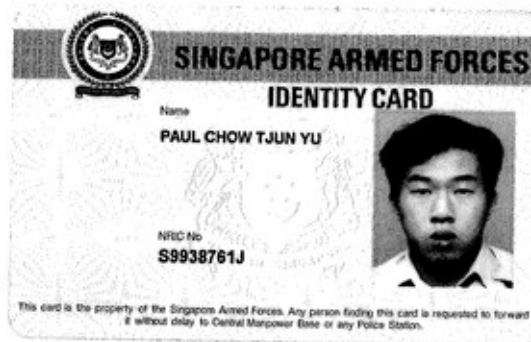 SINGAPORE ARMED FORCES
IDENTITY CARD
Name
PAUL CHOW TJUN YU
NRIC No
S9938761J
This card is the property of the Singapore Armed Forces. Any person finding this card is requested to forward
it without delay to Central Manpower Base or any Police Station.